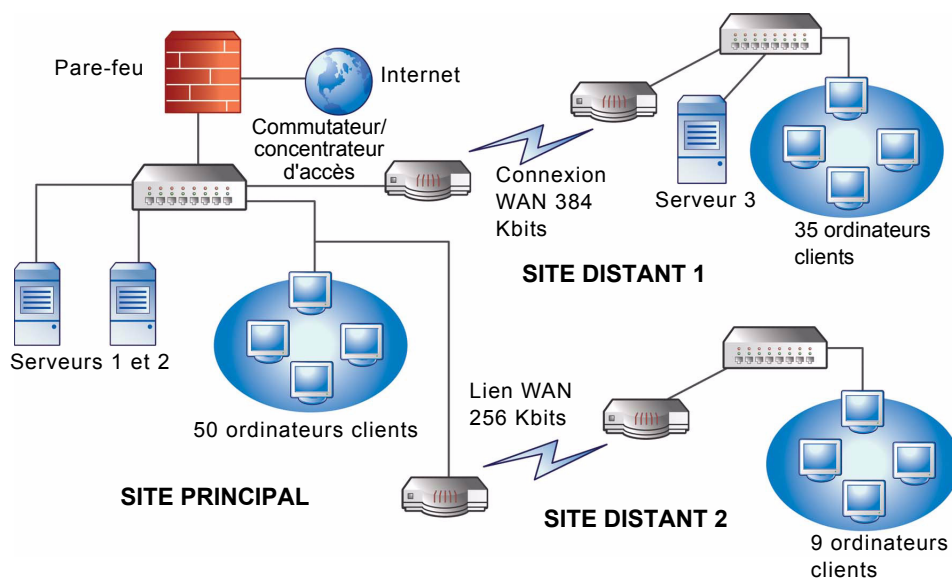 Pare-feu
Internet
Commutateur/
concentrateur
d'accès
Connexion
WAN 384
Kbits
Serveur 3
35 ordinateurs
clients
SITE DISTANT 1
Serveurs 1 et 2
50 ordinateurs clients
Lien WAN
256 Kbits
SITE PRINCIPAL
SITE DISTANT 2
9 ordinateurs
clients